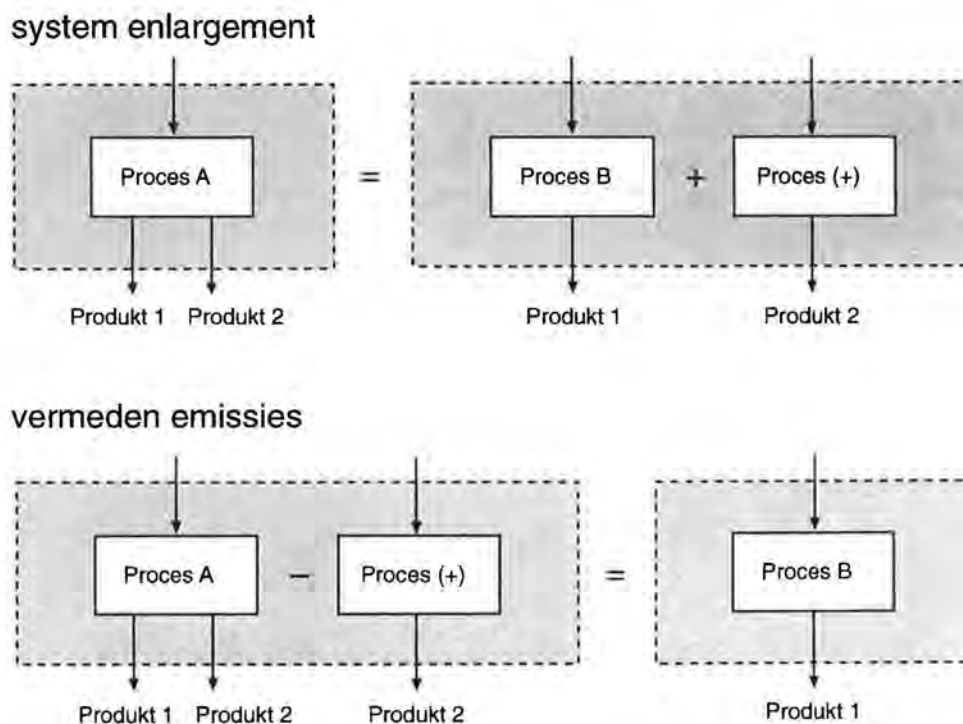 system enlargement
Proces A = Proces B + Proces (+)
Produkt 1 Produkt 2 Produkt 1 Produkt 2
vermeden emissies
Proces A – Proces (+) = Proces B
Produkt 1 Produkt 2 Produkt 2 Produkt 1